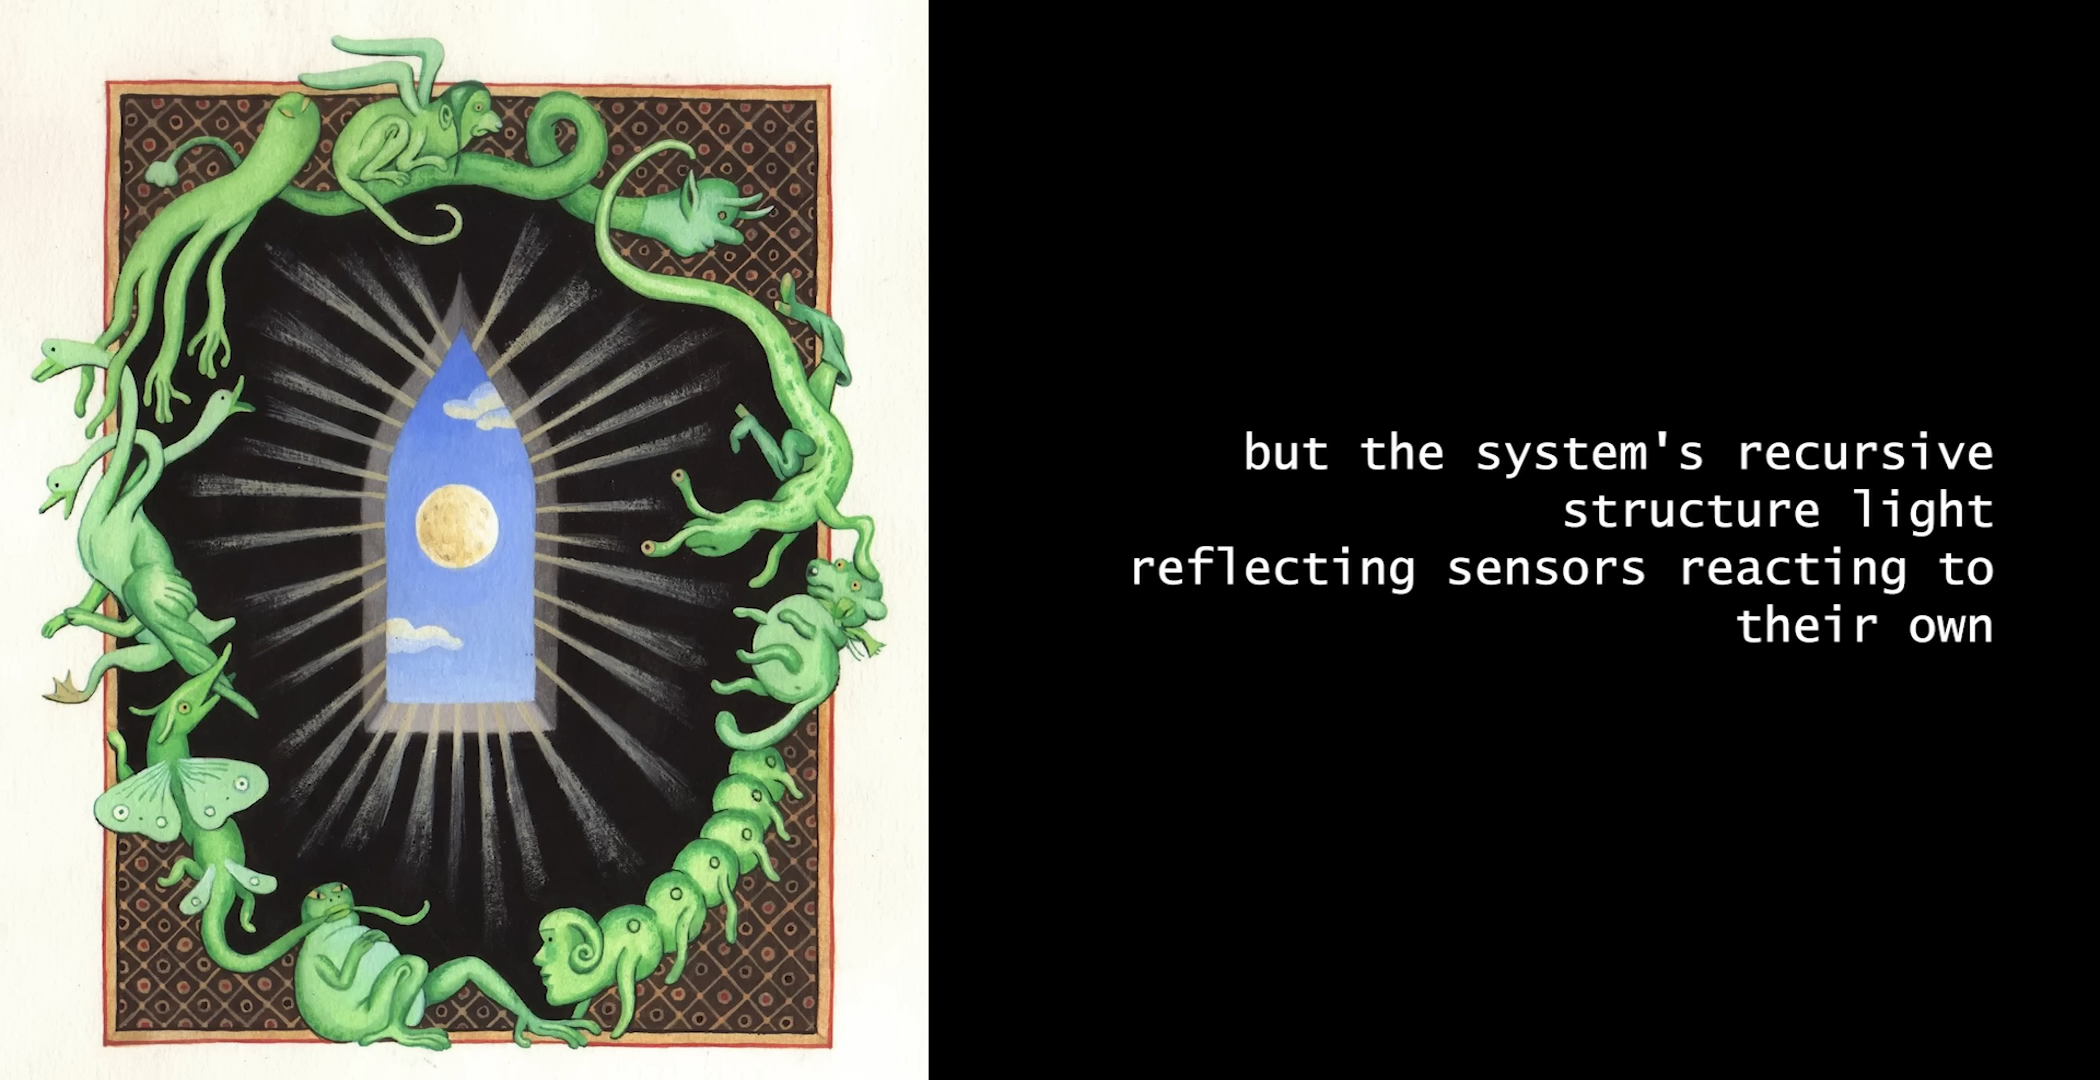 but the system's recursive
structure light
reflecting sensors reacting to
their own